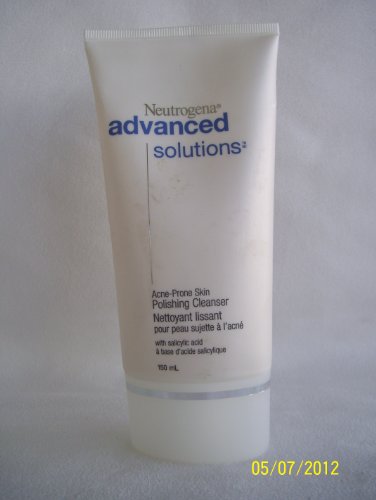 Neutrogena®
advanced
solutions™
Acne-Prone Skin
Polishing Cleanser
Nettoyant lissant
pour peau sujette à l'acné
with salicylic acid
à base d'acide salicylique
150 mL
05/07/2012